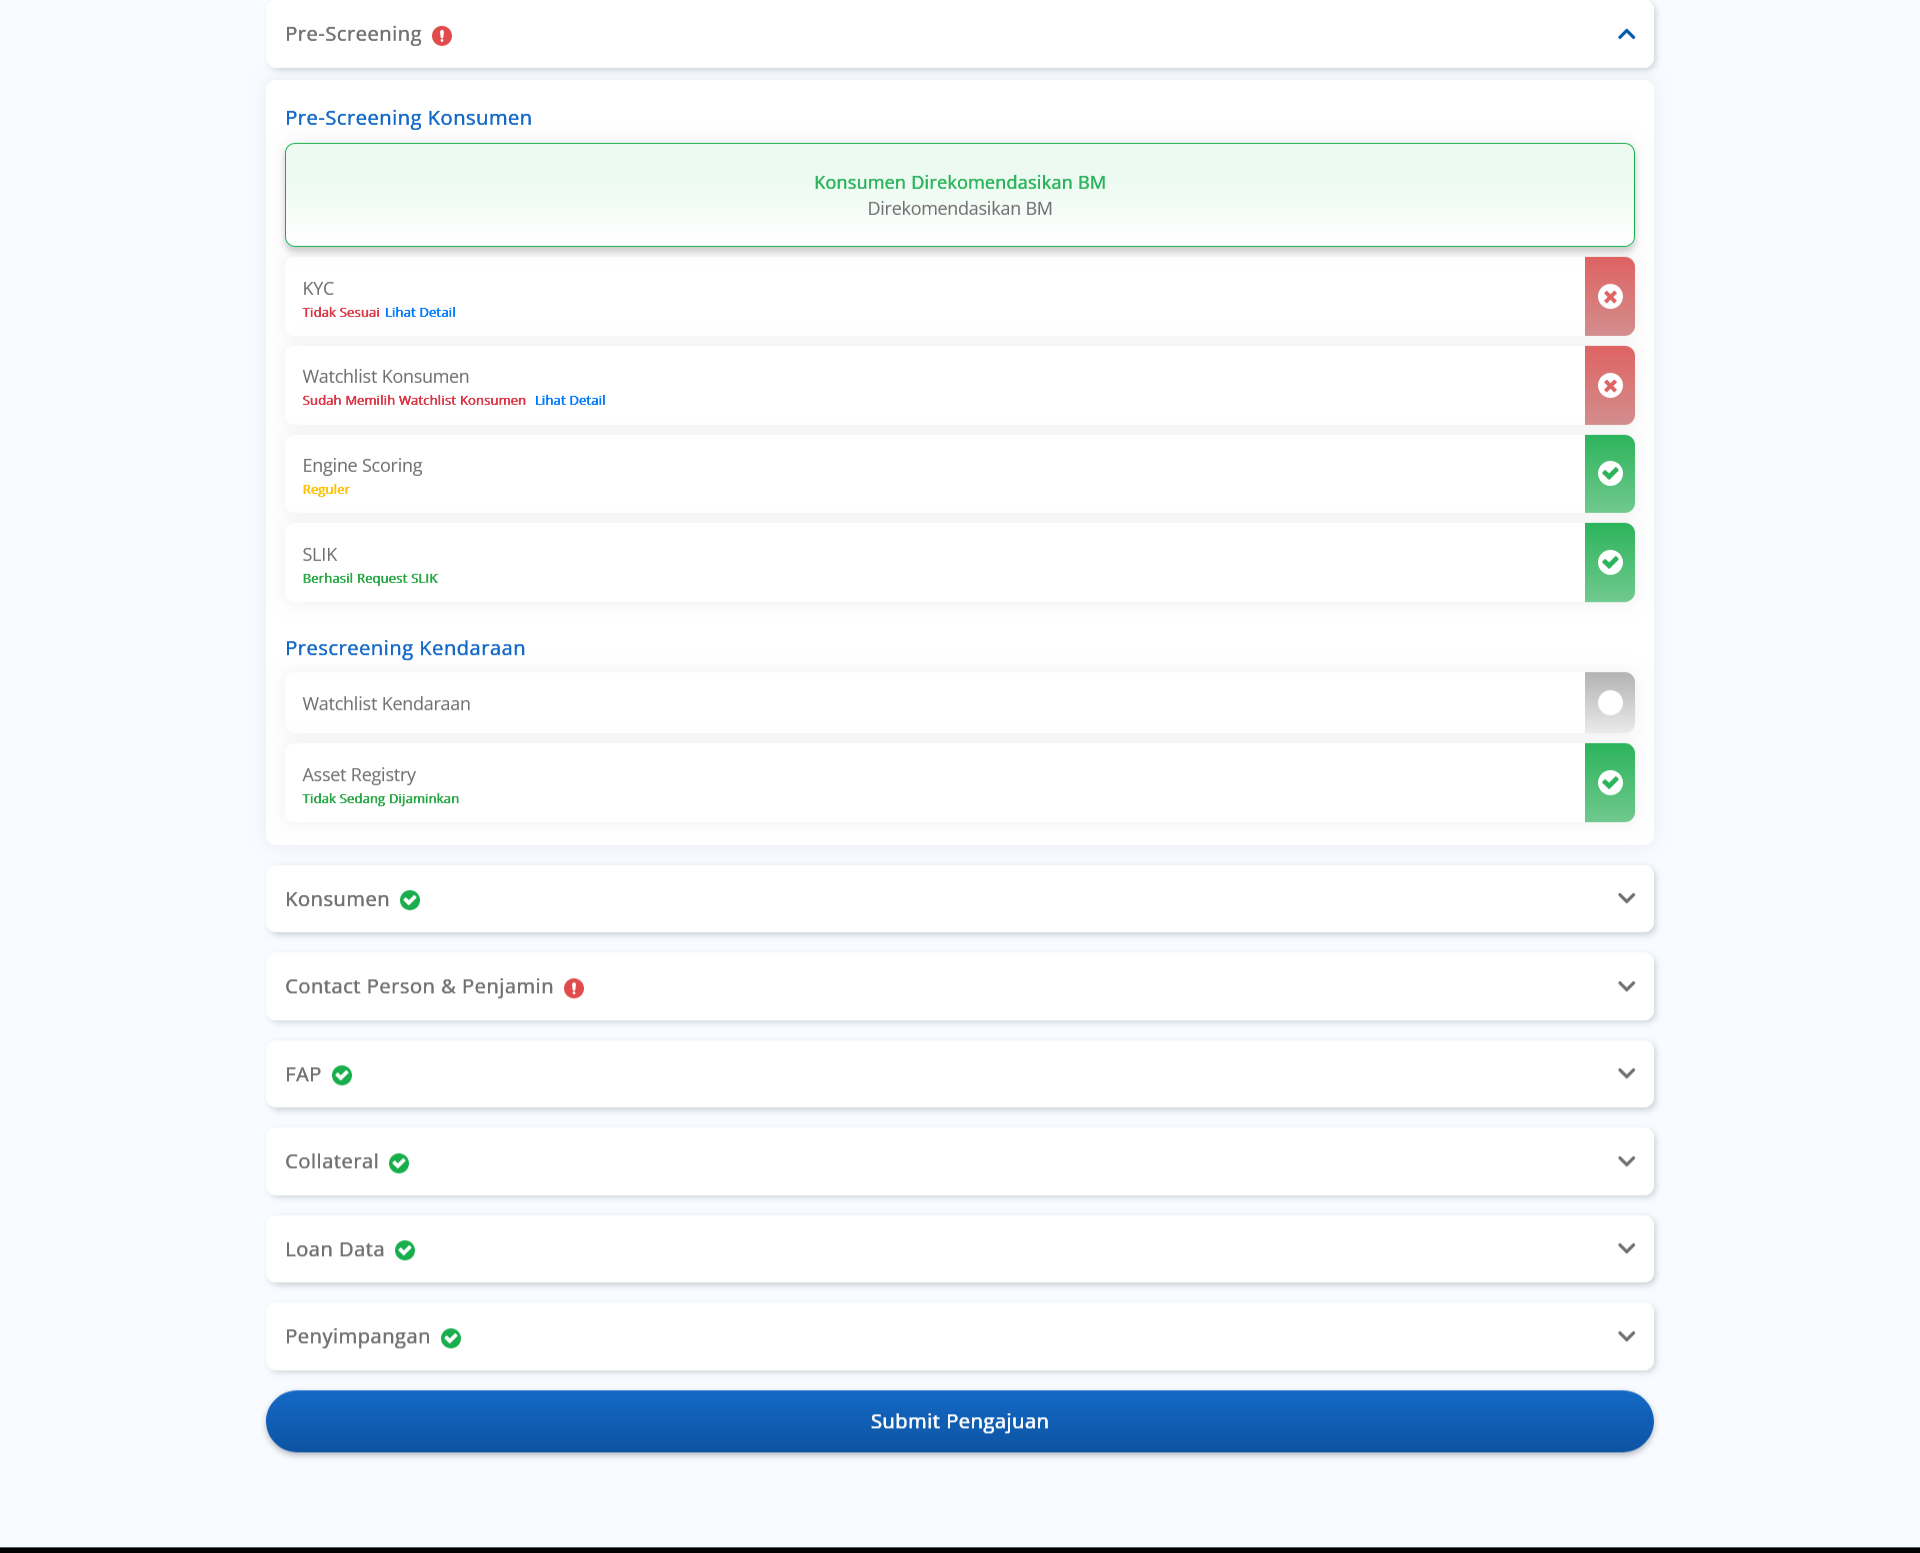 Pre-Screening
Pre-Screening Konsumen
Konsumen Direkomendasikan BM
Direkomendasikan BM
KYC
Tidak Sesuai Lihat Detail
Watchlist Konsumen
Sudah Memilih Watchlist Konsumen Lihat Detail
Engine Scoring
Reguler
SLIK
Berhasil Request SLIK
Prescreening Kendaraan
Watchlist Kendaraan
Asset Registry
Tidak Sedang Dijaminkan
Konsumen
Contact Person & Penjamin
FAP
Collateral
Loan Data
Penyimpangan
Submit Pengajuan